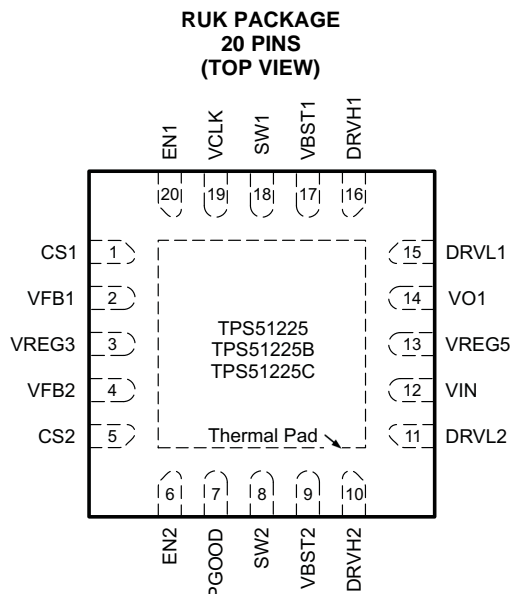 RUK PACKAGE
20 PINS
(TOP VIEW)
EN1
VCLK
SW1
VBST1
DRVH1
20
19
18
17
16
CS1 1
VFB1 2
VREG3 3
VFB2 4
CS2 5
15 DRVL1
14 VO1
13 VREG5
12 VIN
11 DRVL2
TPS51225
TPS51225B
TPS51225C
Thermal Pad
6
7
8
9
10
EN2
PGOOD
SW2
VBST2
DRVH2